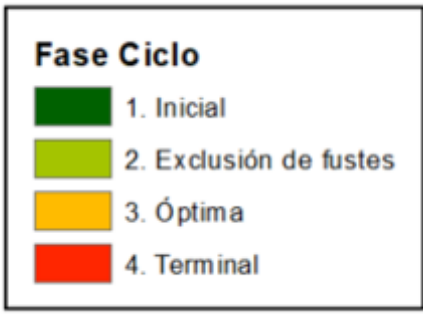 Fase Ciclo
1. Inicial
2. Exclusión de fustes
3. Óptima
4. Terminal